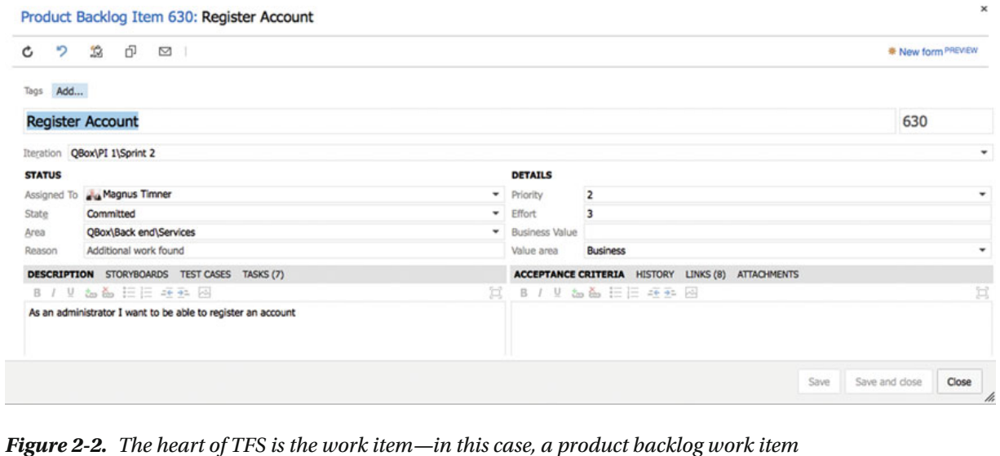 Product Backlog Item 630: Register Account
New form PREVIEW
Tags Add...
Register Account 630
Iteration QBox\PI 1\Sprint 2
STATUS DETAILS
Assigned To Magnus Timner Priority 2
State Committed Effort 3
Area QBox\Back end\Services Business Value
Reason Additional work found Value area Business
DESCRIPTION STORYBOARDS TEST CASES TASKS (7) ACCEPTANCE CRITERIA HISTORY LINKS (8) ATTACHMENTS
B I U B I U
As an administrator I want to be able to register an account
Save Save and close Close
Figure 2-2. The heart of TFS is the work item—in this case, a product backlog work item